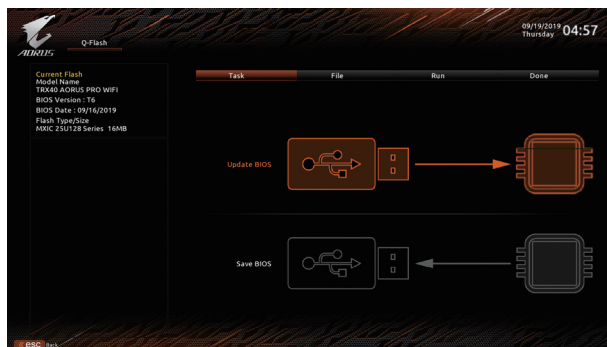 AORUS
Q-Flash
09/19/2019
Thursday 04:57
Current Flash
Model Name
TRX40 AORUS PRO WIFI
BIOS Version : T6
BIOS Date : 09/16/2019
Flash Type/Size
MXIC 25U128 Series 16MB
Task File Run Done
Update BIOS
Save BIOS
esc Back